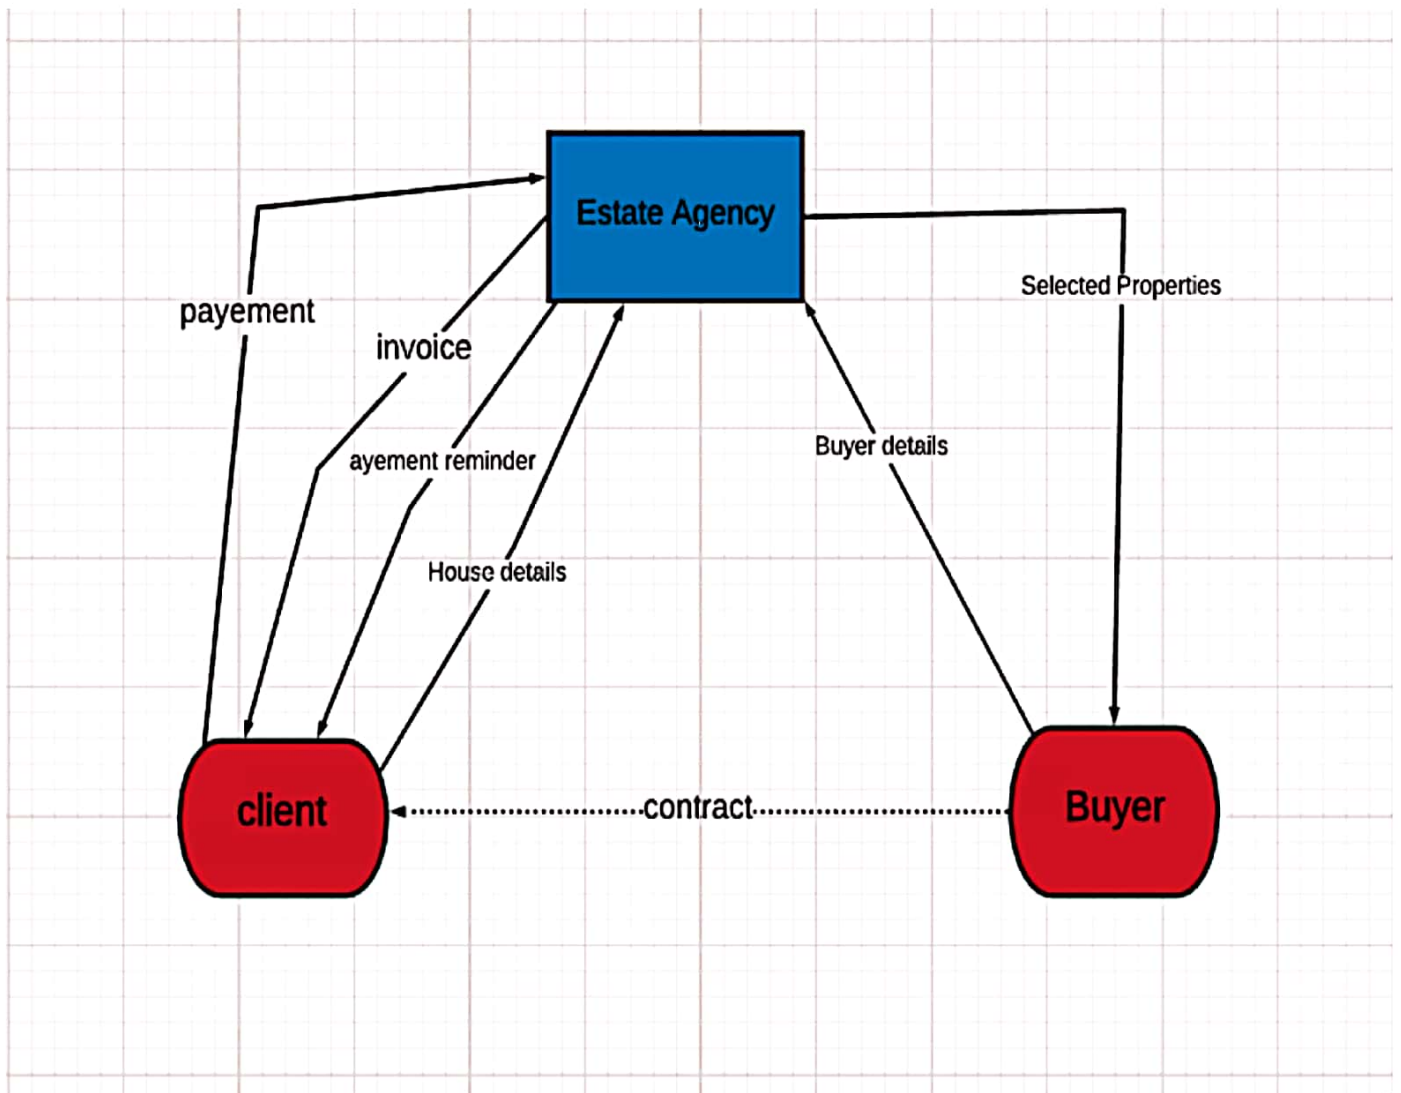 Estate Agency
Selected Properties
payement
invoice
Buyer details
ayement reminder
House details
client
contract
Buyer